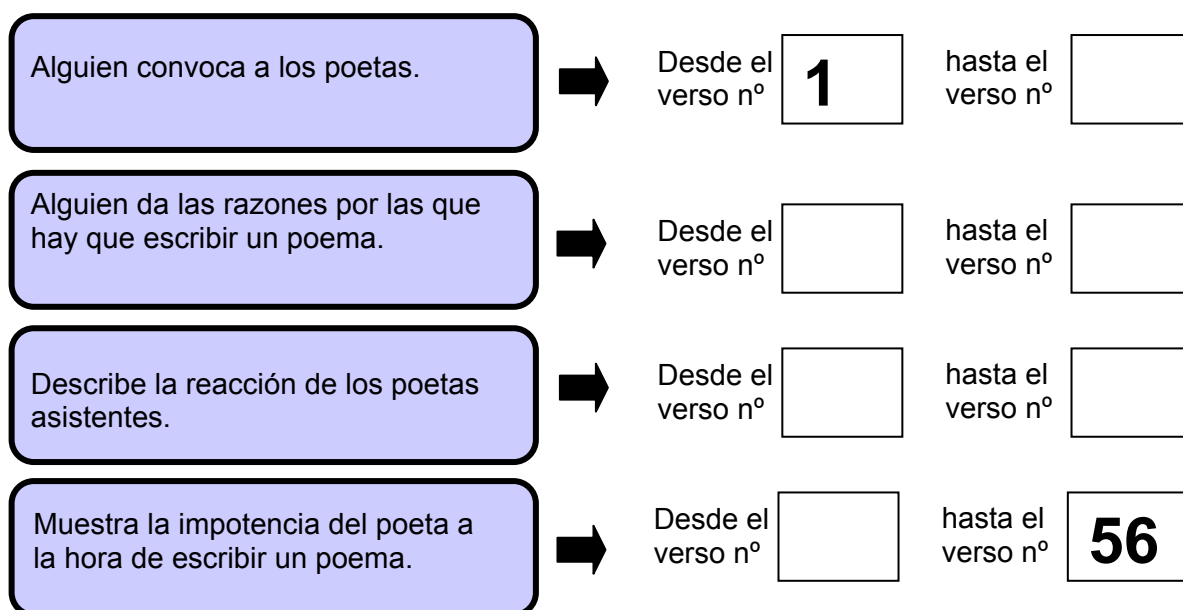 Alguien convoca a los poetas.
Desde el
verso nº
1
hasta el
verso nº
Alguien da las razones por las que
hay que escribir un poema.
Desde el
verso nº
hasta el
verso nº
Describe la reacción de los poetas
asistentes.
Desde el
verso nº
hasta el
verso nº
Muestra la impotencia del poeta a
la hora de escribir un poema.
Desde el
verso nº
hasta el
verso nº
56